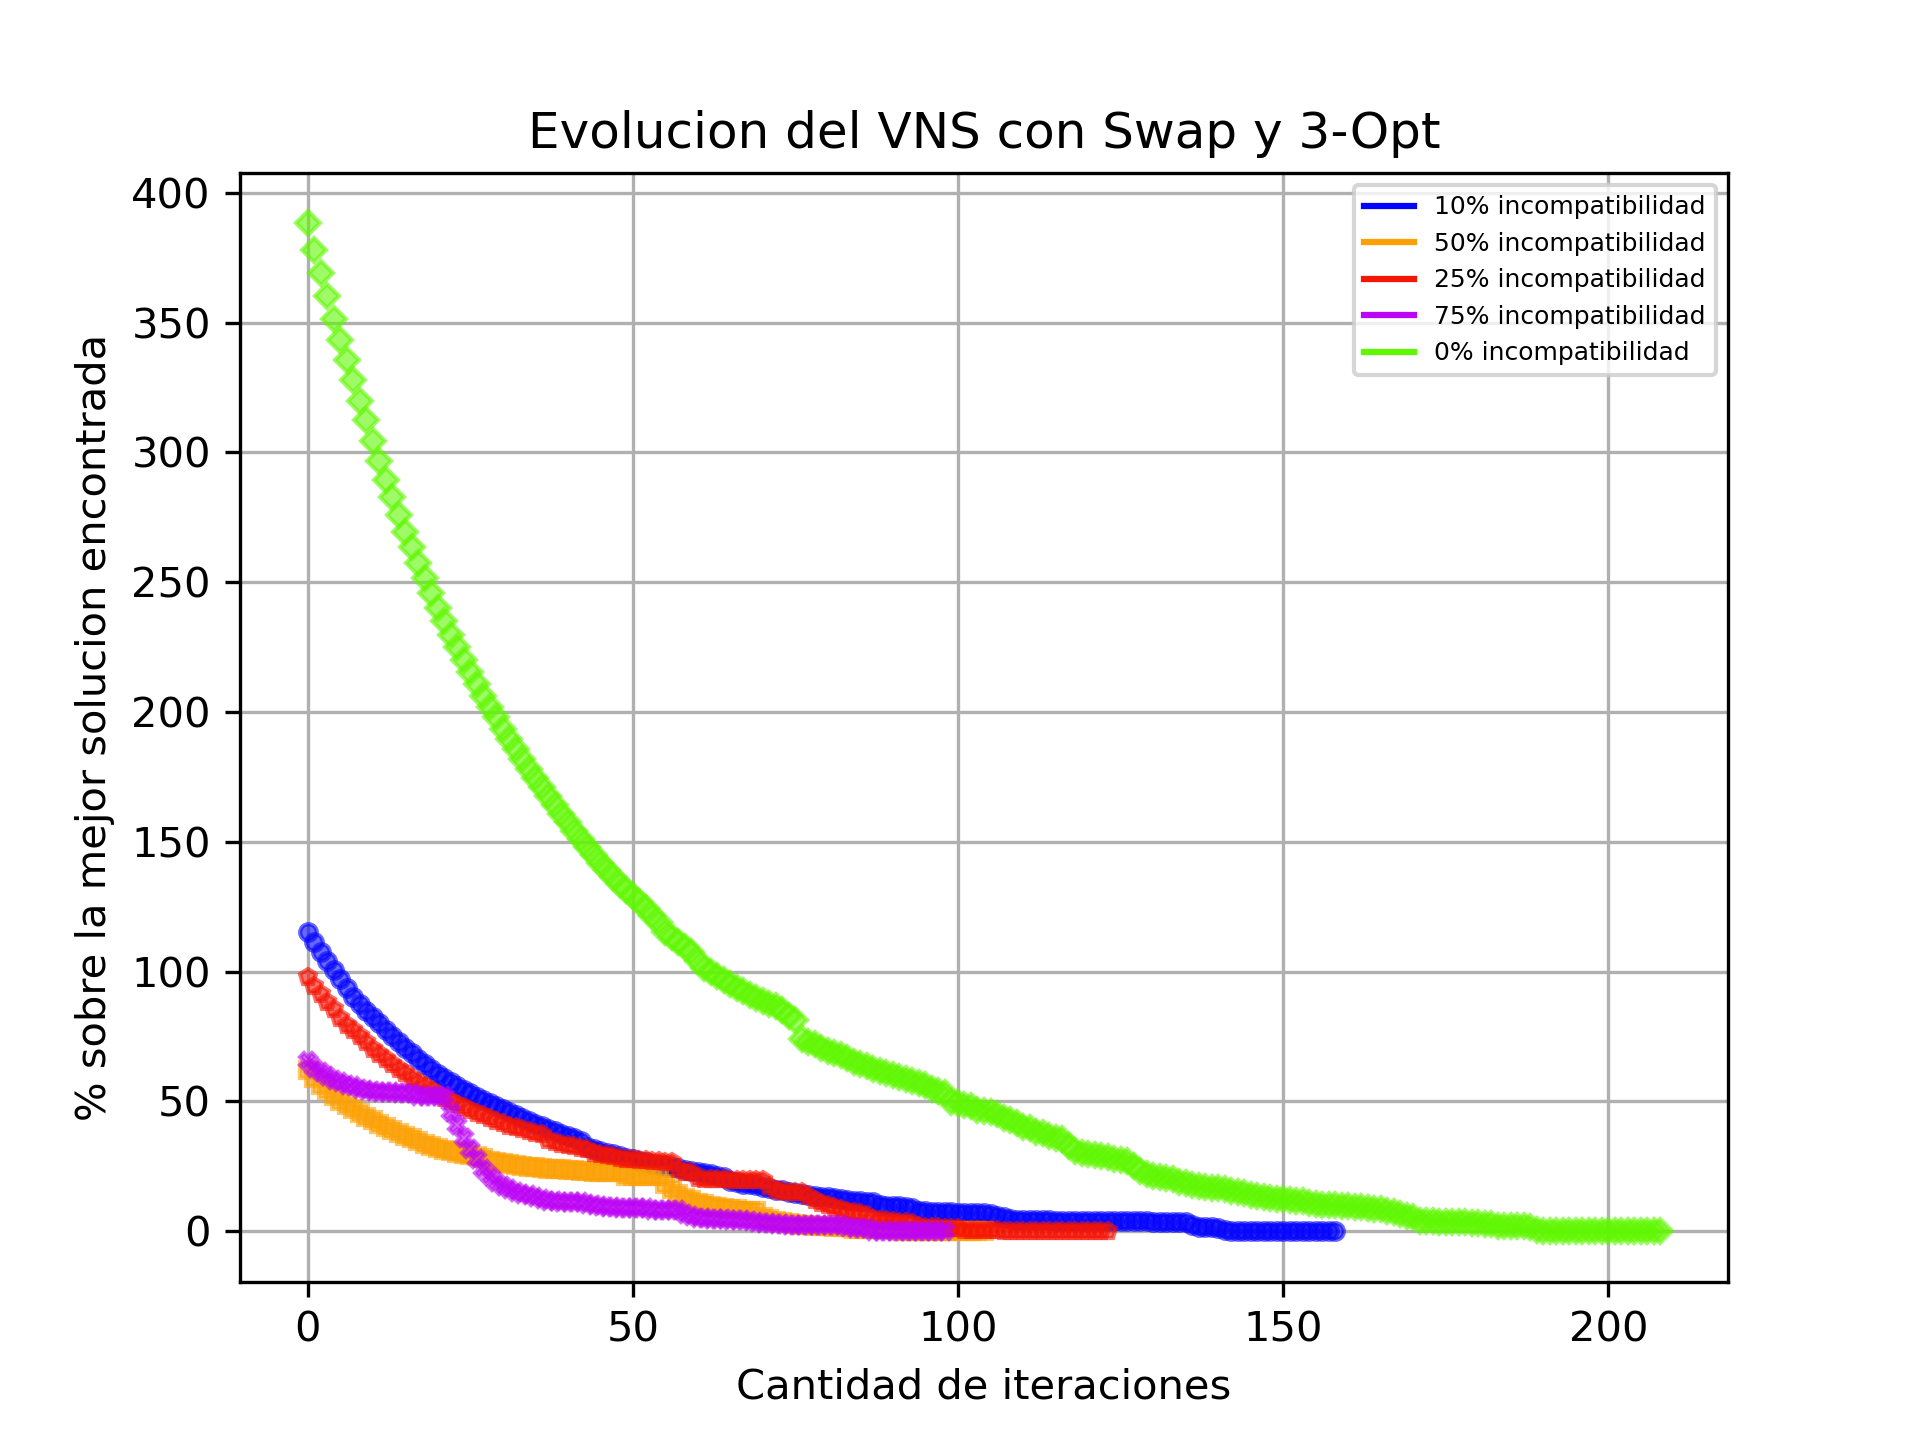 Evolucion del VNS con Swap y 3-Opt
% sobre la mejor solucion encontrada
400
350
300
250
200
150
100
50
0
10% incompatibilidad
50% incompatibilidad
25% incompatibilidad
75% incompatibilidad
0% incompatibilidad
0 50 100 150 200
Cantidad de iteraciones